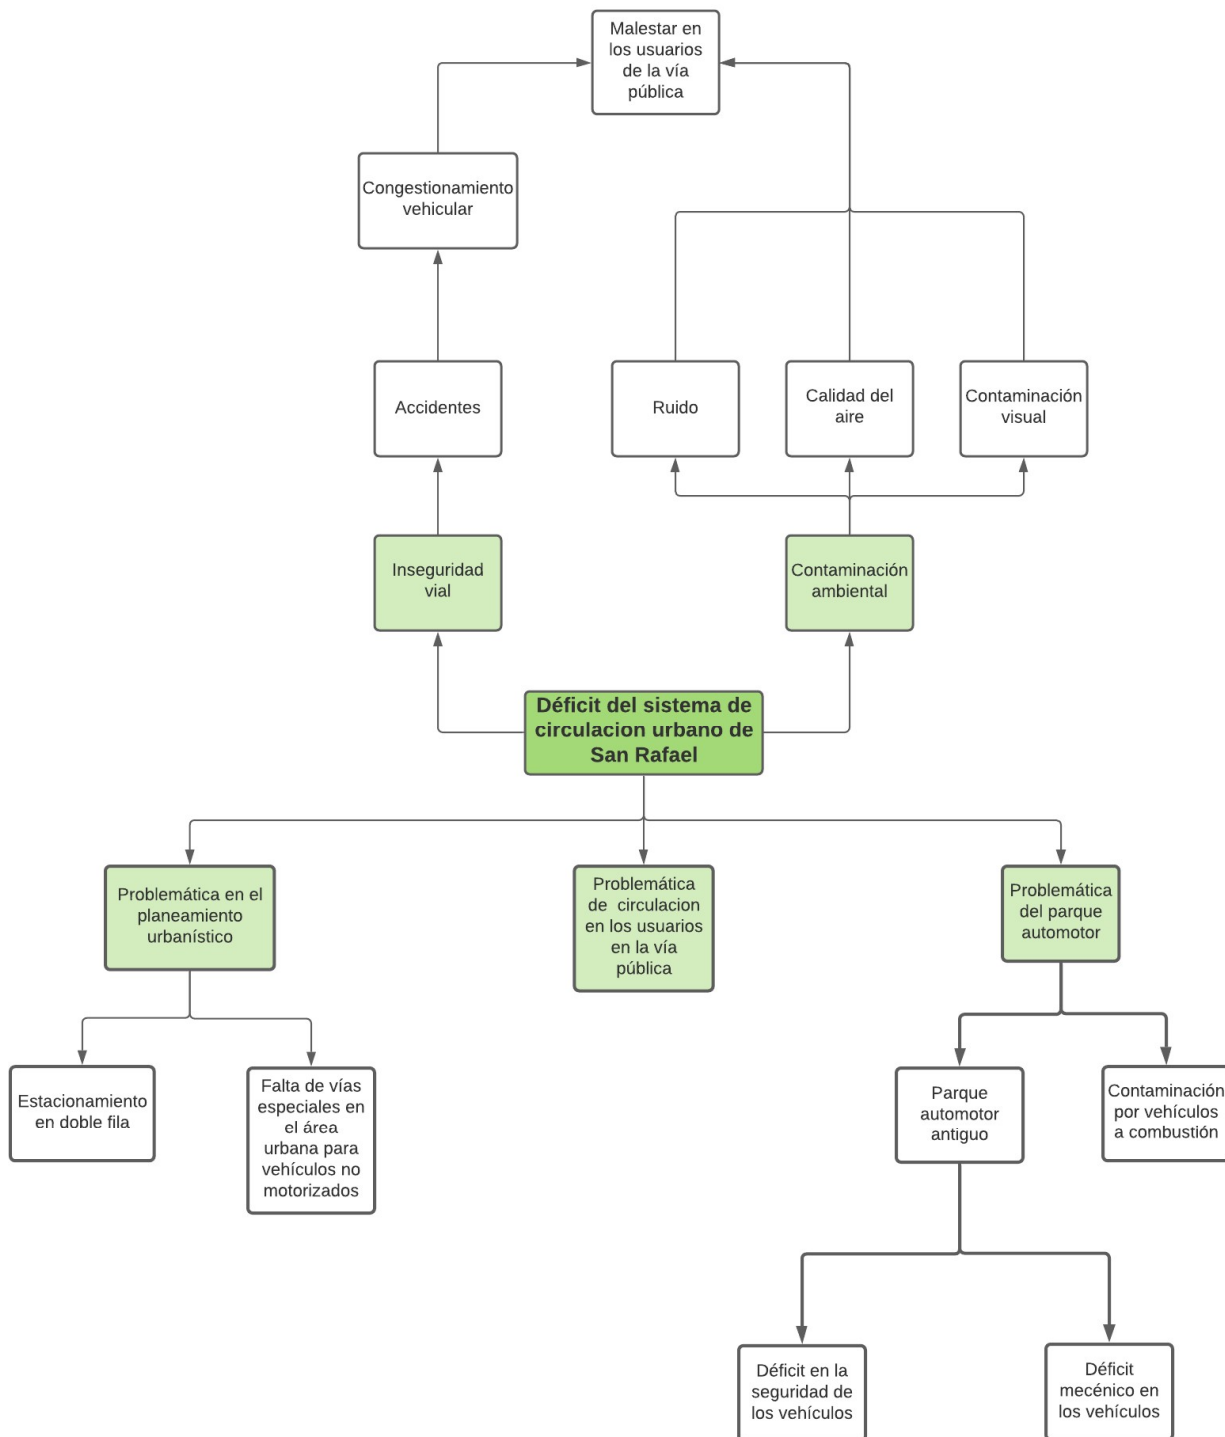 Malestar en
los usuarios
de la vía
pública
Congestionamiento
vehicular
Accidentes
Ruido
Calidad del
aire
Contaminación
visual
Inseguridad
vial
Contaminación
ambiental
Déficit del sistema de
circulacion urbano de
San Rafael
Problemática en el
planeamiento
urbanístico
Problemática
de circulacion
en los usuarios
en la vía
pública
Problemática
del parque
automotor
Estacionamiento
en doble fila
Falta de vías
especiales en
el área
urbana para
vehículos no
motorizados
Parque
automotor
antiguo
Contaminación
por vehículos
a combustión
Déficit en la
seguridad de
los vehículos
Déficit
mecénico en
los vehículos